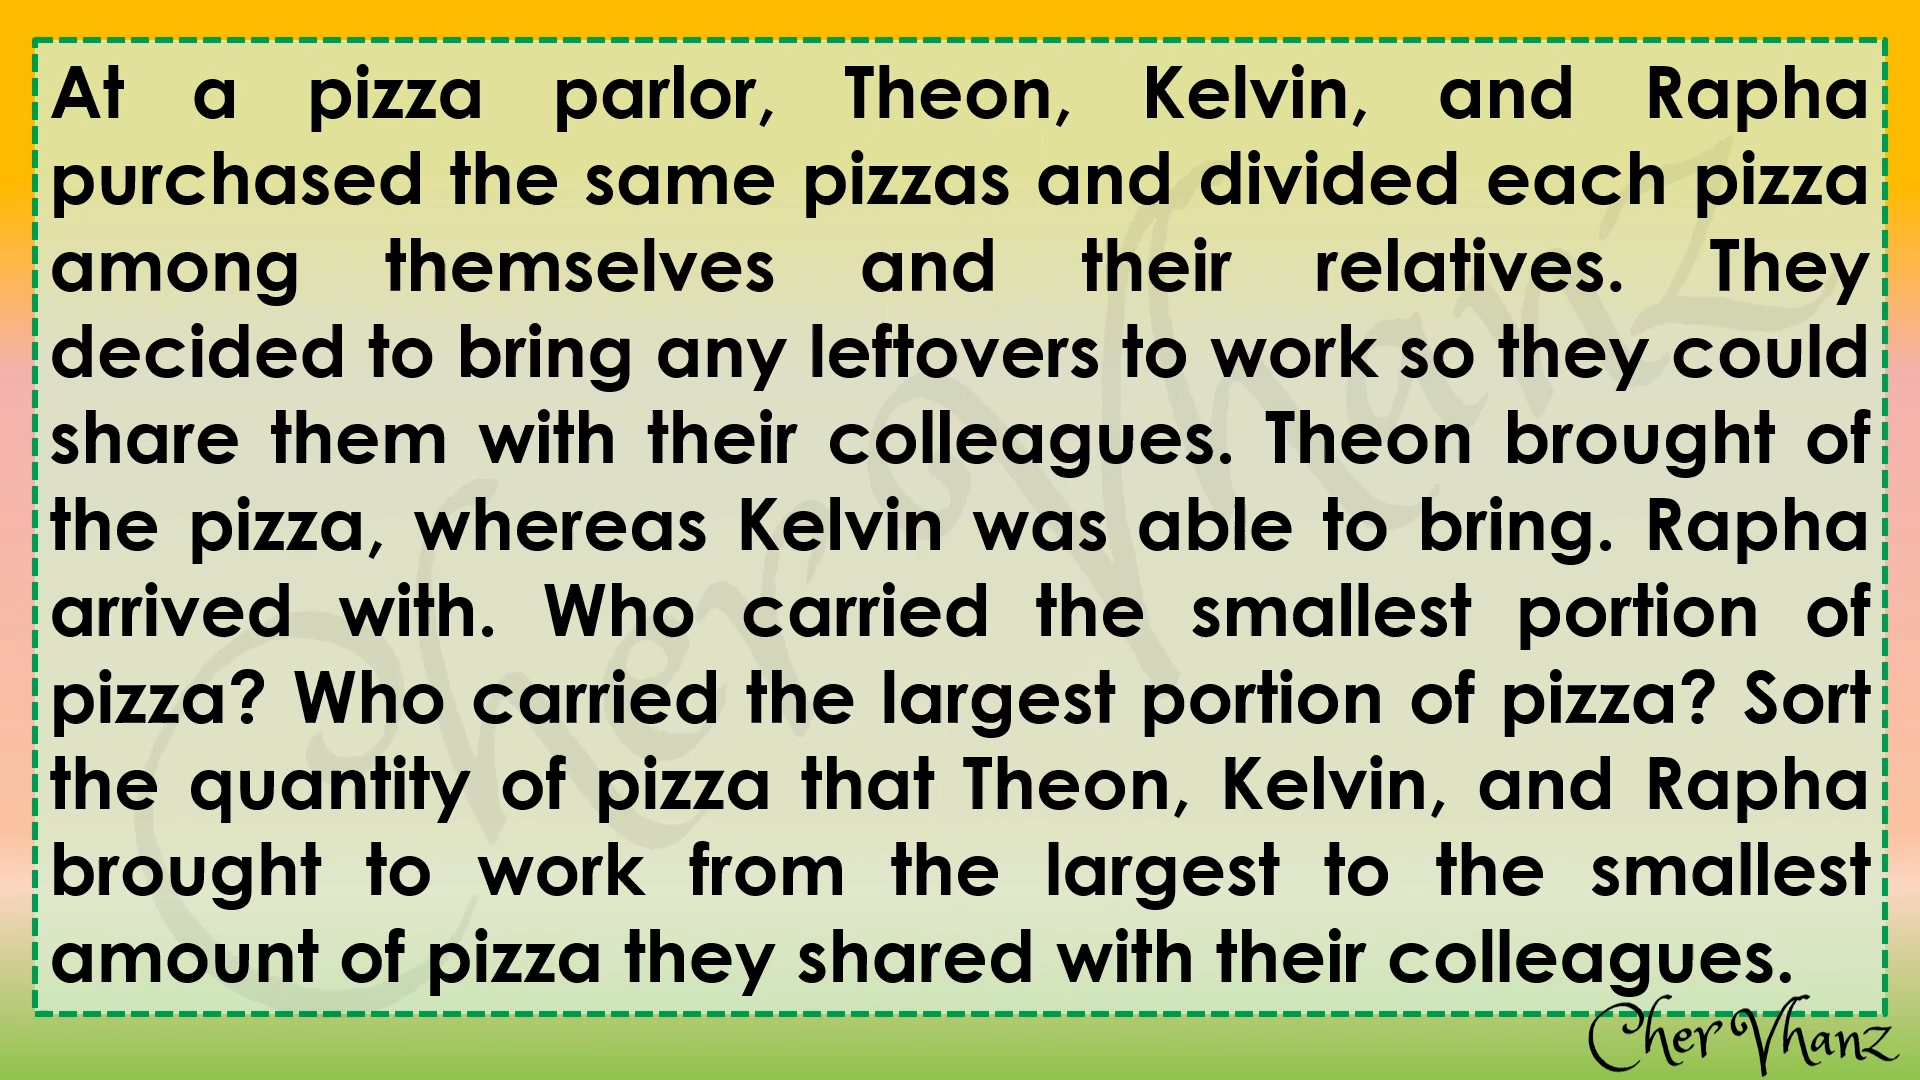 At a pizza parlor, Theon, Kelvin, and Rapha
purchased the same pizzas and divided each pizza
among themselves and their relatives. They
decided to bring any leftovers to work so they could
share them with their colleagues. Theon brought of
the pizza, whereas Kelvin was able to bring. Rapha
arrived with. Who carried the smallest portion of
pizza? Who carried the largest portion of pizza? Sort
the quantity of pizza that Theon, Kelvin, and Rapha
brought to work from the largest to the smallest
amount of pizza they shared with their colleagues.
Cher Vhanz